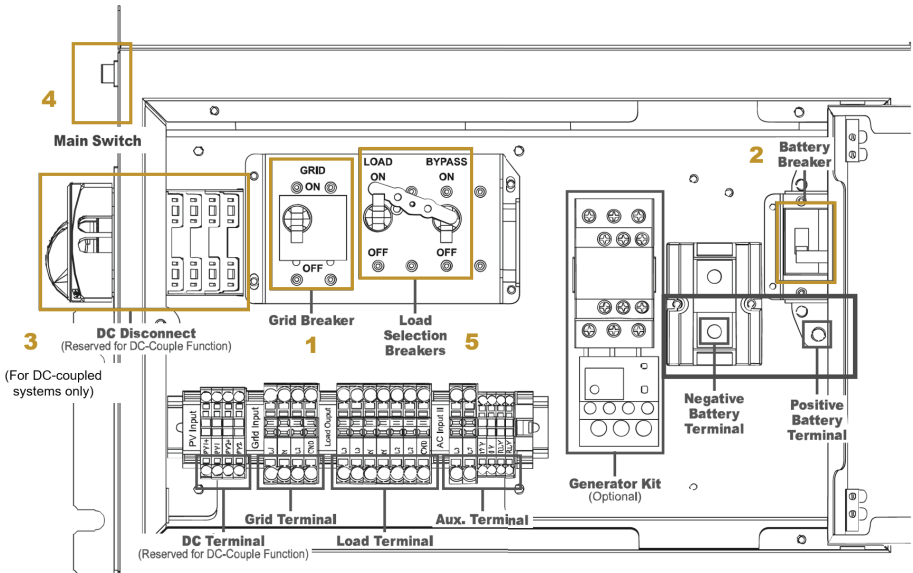 4
Main Switch
GRID
ON
OFF
LOAD
ON
BYPASS
ON
OFF
OFF
2
Battery
Breaker
3
DC Disconnect
(Reserved for DC-Couple Function)
(For DC-coupled
systems only)
Grid Breaker
1
Load
Selection
Breakers
5
Negative
Battery
Terminal
Positive
Battery
Terminal
Generator Kit
(Optional)
PV Input
Grid Input
Load Ouput
AC Input II
GND
GND
Grid Terminal
Aux. Terminal
DC Terminal
(Reserved for DC-Couple Function)
Load Terminal